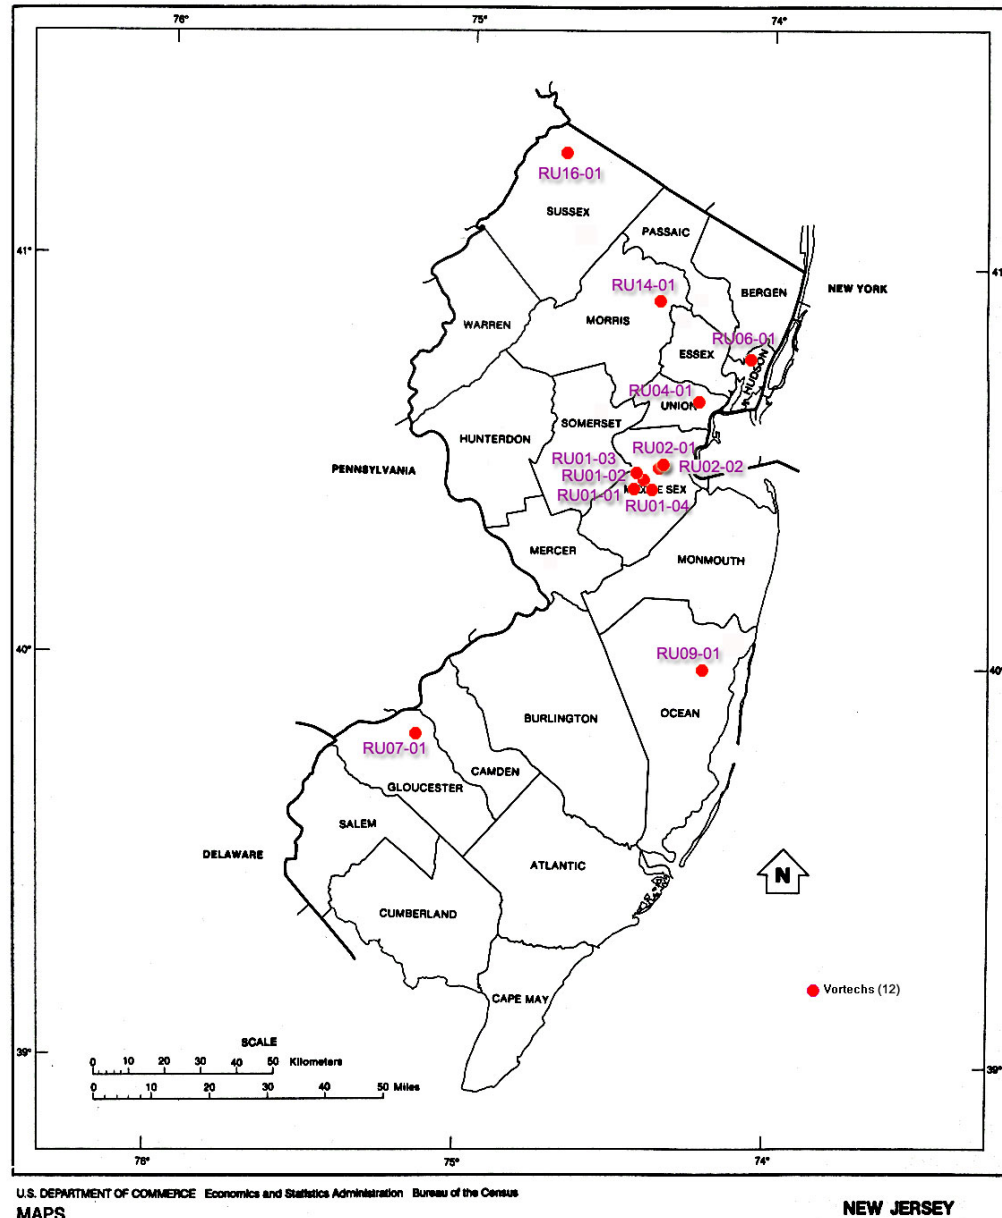 76° 75° 74°
RU16-01
SUSSEX
PASSAIC
41°
41°
RU14-01
BERGEN
NEW YORK
MORRIS
WARREN
RU06-01
ESSEX
HUDSON
RU04-01
UNION
SOMERSET
HUNTERDON
RU02-01
RU01-03
RU02-02
PENNSYLVANIA
RU01-02
RU01-01
SEX
RU01-04
MERCER
MONMOUTH
40°
RU09-01
40°
OCEAN
BURLINGTON
RU07-01
CAMDEN
GLOUCESTER
SALEM
DELAWARE
ATLANTIC
N
CUMBERLAND
Vortechs (12)
CAPE MAY
SCALE
0 10 20 30 40 50 Kilometers
0 10 20 30 40 50 Miles
39°
39°
76° 75° 74°
U.S. DEPARTMENT OF COMMERCE Economics and Statistics Administration Bureau of the Census
MAPS NEW JERSEY